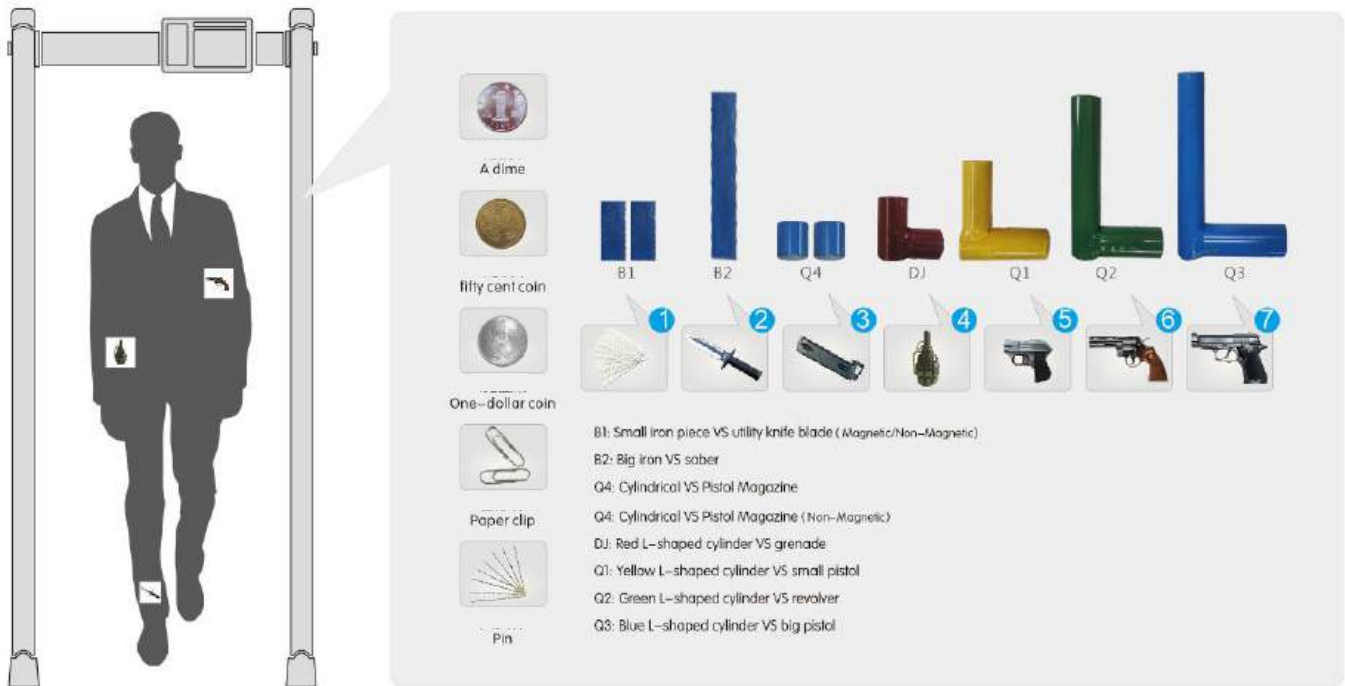 A dime
fifty cent coin
One-dollar coin
Paper clip
Pin
B1
B2
Q4
DJ
Q1
Q2
Q3
1
2
3
4
5
6
7
B1: Small iron piece VS utility knife blade (Magnetic/Non-Magnetic)
B2: Big iron VS saber
Q4: Cylindrical VS Pistol Magazine
Q4: Cylindrical VS Pistol Magazine (Non-Magnetic)
DJ: Red L-shaped cylinder VS grenade
Q1: Yellow L-shaped cylinder VS small pistol
Q2: Green L-shaped cylinder VS revolver
Q3: Blue L-shaped cylinder VS big pistol